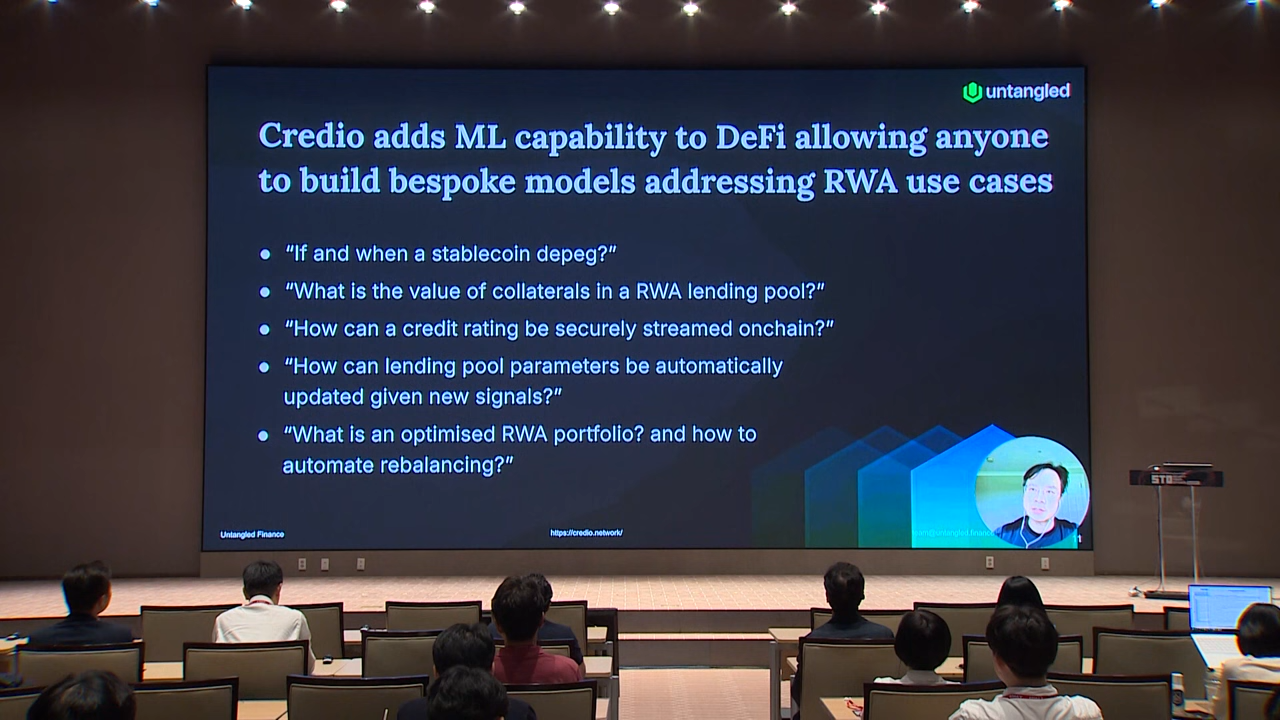 untangled
Credio adds ML capability to DeFi allowing anyone
to build bespoke models addressing RWA use cases
● “If and when a stablecoin depeg?”
● “What is the value of collaterals in a RWA lending pool?”
● “How can a credit rating be securely streamed onchain?”
● “How can lending pool parameters be automatically
updated given new signals?”
● “What is an optimised RWA portfolio? and how to
automate rebalancing?”
Untangled Finance
https://credio.network/
STO